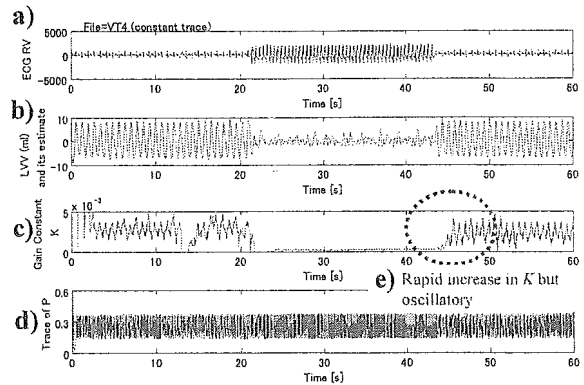 a)
File=VT4 (constant trace)
ECG RV
5000
0
-5000
0 10 20 30 40 50 60
Time [s]
b)
LVV (ml)
and its estimate
10
0
-10
0 10 20 30 40 50 60
Time [s]
c)
Gain Constant
K
x 10-3
5
0
0 10 20 30 40 50 60
Time [s]
e) Rapid increase in K but
oscillatory
d)
Trace of P
0.6
0.3
0
0 10 20 30 40 50 60
Time [s]